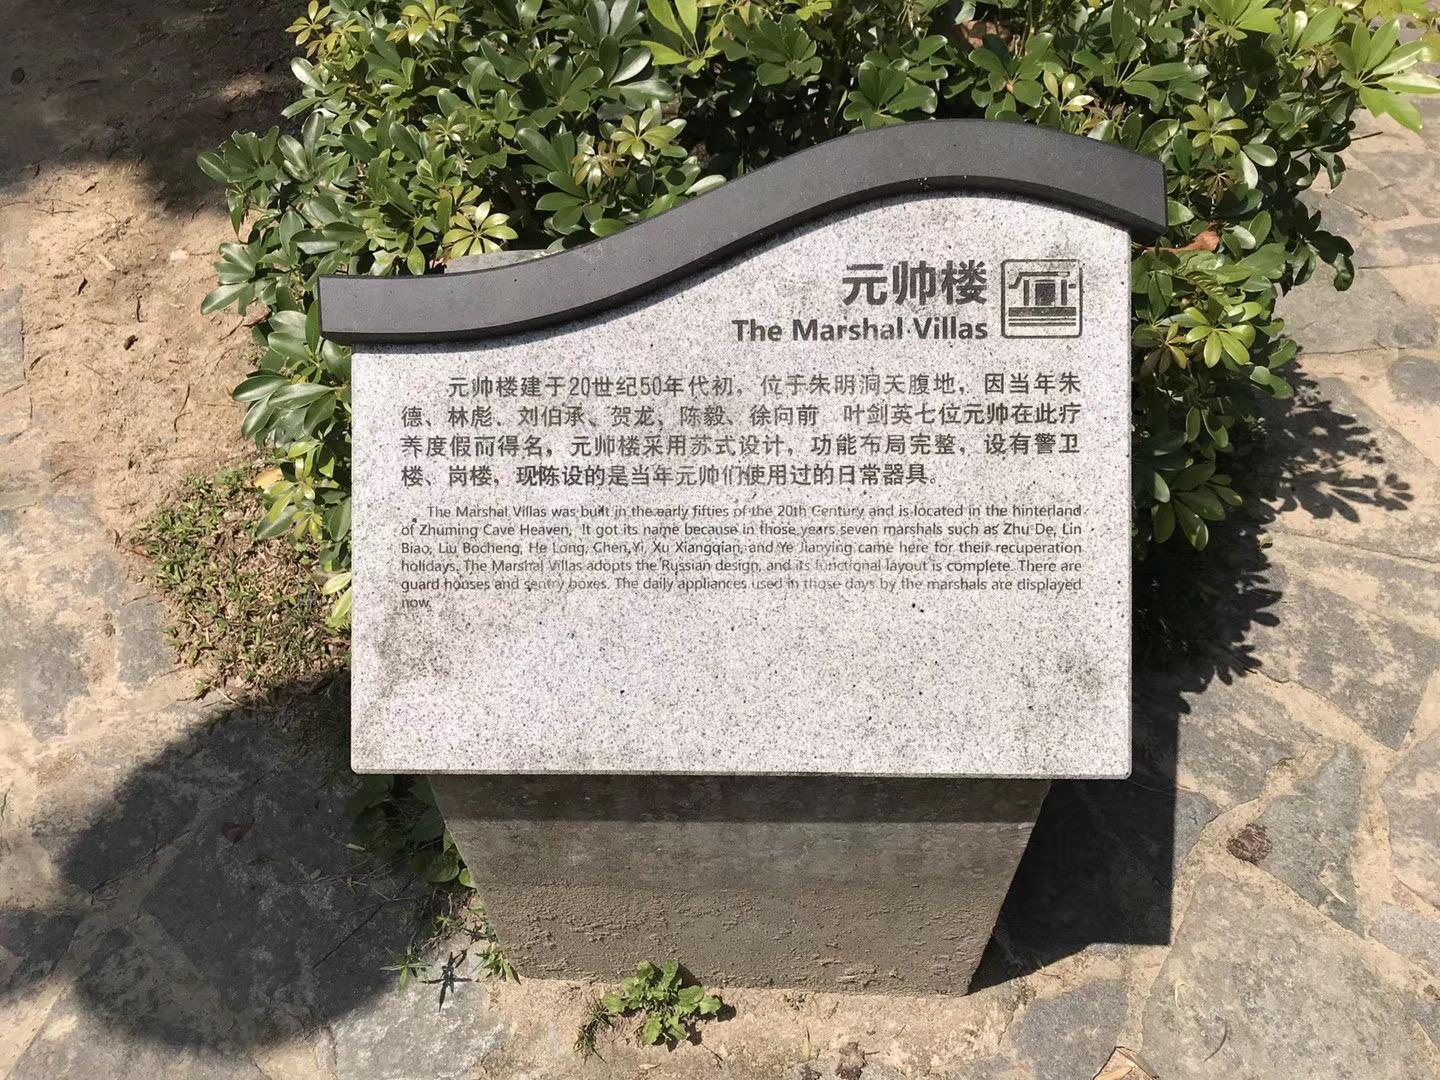 元帅楼
The Marshal Villas
元帅楼建于20世纪50年代初，位于朱明洞天腹地，因当年朱
德、林彪、刘伯承、贺龙、陈毅、徐向前 叶剑英七位元帅在此疗
养度假而得名，元帅楼采用苏式设计，功能布局完整，设有警卫
楼、岗楼，现陈设的是当年元帅们使用过的日常器具。
The Marshal Villas was built in the early fifties of the 20th Century and is located in the hinterland
of Zhuming Cave Heaven, It got its name because in those years seven marshals such as Zhu De, Lin
Biao, Liu Bocheng, He Long, Chen Yi, Xu Xiangqian, and Ye Jianying came here for their recuperation
holidays. The Marshal Villas adopts the Russian design, and its functional layout is complete. There are
guard houses and sentry boxes. The daily appliances used in those days by the marshals are displayed
now.